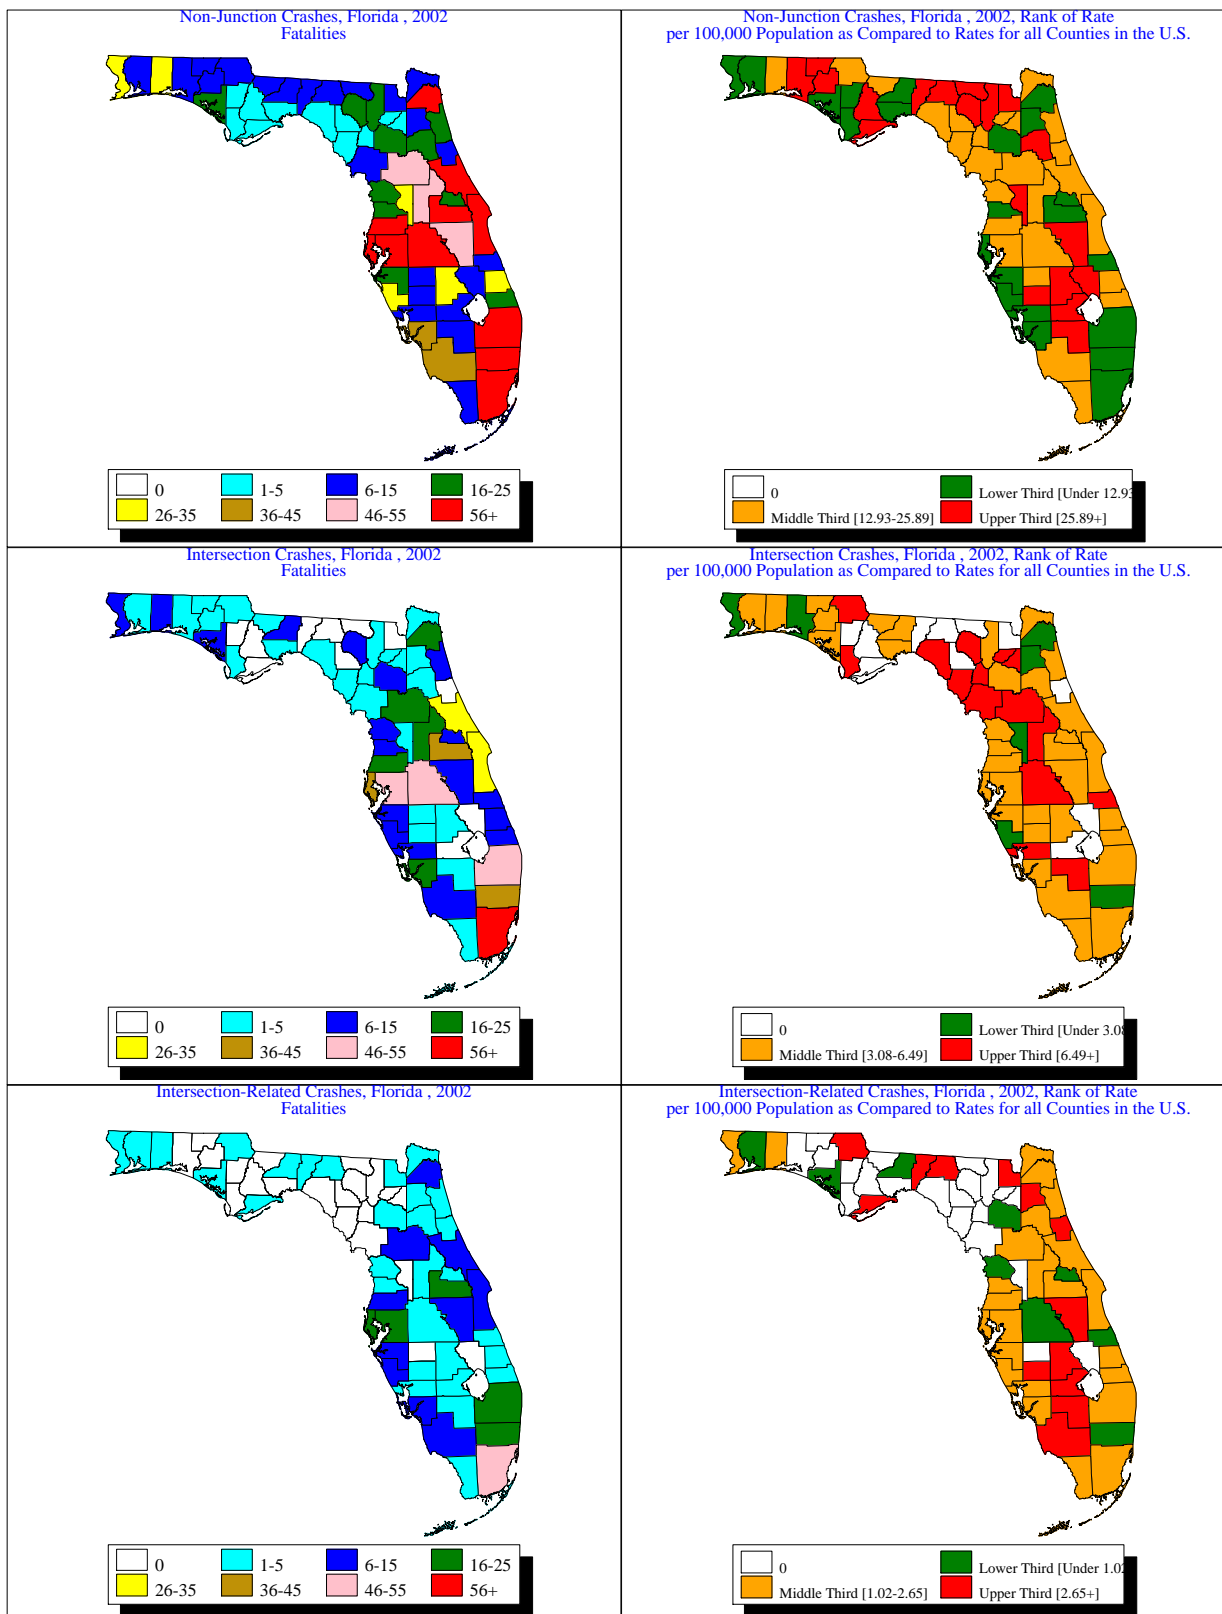 Non-Junction Crashes, Florida , 2002
Fatalities
0
1-5
6-15
16-25
26-35
36-45
46-55
56+
Non-Junction Crashes, Florida , 2002, Rank of Rate
per 100,000 Population as Compared to Rates for all Counties in the U.S.
0
Lower Third [Under 12.93
Middle Third [12.93-25.89]
Upper Third [25.89+]
Intersection Crashes, Florida , 2002
Fatalities
0
1-5
6-15
16-25
26-35
36-45
46-55
56+
Intersection Crashes, Florida , 2002, Rank of Rate
per 100,000 Population as Compared to Rates for all Counties in the U.S.
0
Lower Third [Under 3.08
Middle Third [3.08-6.49]
Upper Third [6.49+]
Intersection-Related Crashes, Florida , 2002
Fatalities
0
1-5
6-15
16-25
26-35
36-45
46-55
56+
Intersection-Related Crashes, Florida , 2002, Rank of Rate
per 100,000 Population as Compared to Rates for all Counties in the U.S.
0
Lower Third [Under 1.02
Middle Third [1.02-2.65]
Upper Third [2.65+]